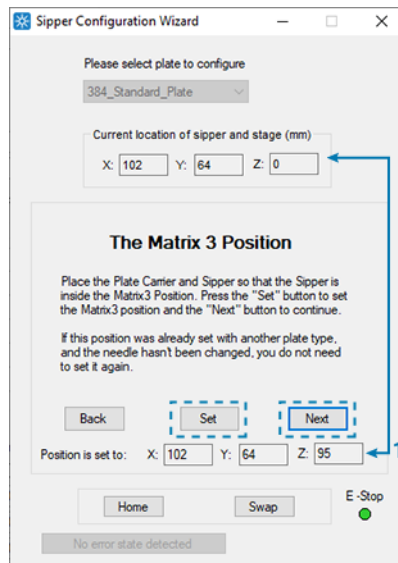 Sipper Configuration Wizard
Please select plate to configure
384_Standard_Plate
Current location of sipper and stage (mm)
X: 102 Y: 64 Z: 0
The Matrix 3 Position
Place the Plate Carrier and Sipper so that the Sipper is
inside the Matrix3 Position. Press the "Set" button to set
the Matrix3 position and the "Next" button to continue.
If this position was already set with another plate type,
and the needle hasn't been changed, you do not need
to set it again.
Back Set Next
Position is set to: X: 102 Y: 64 Z: 95 1
Home Swap E -Stop
No error state detected